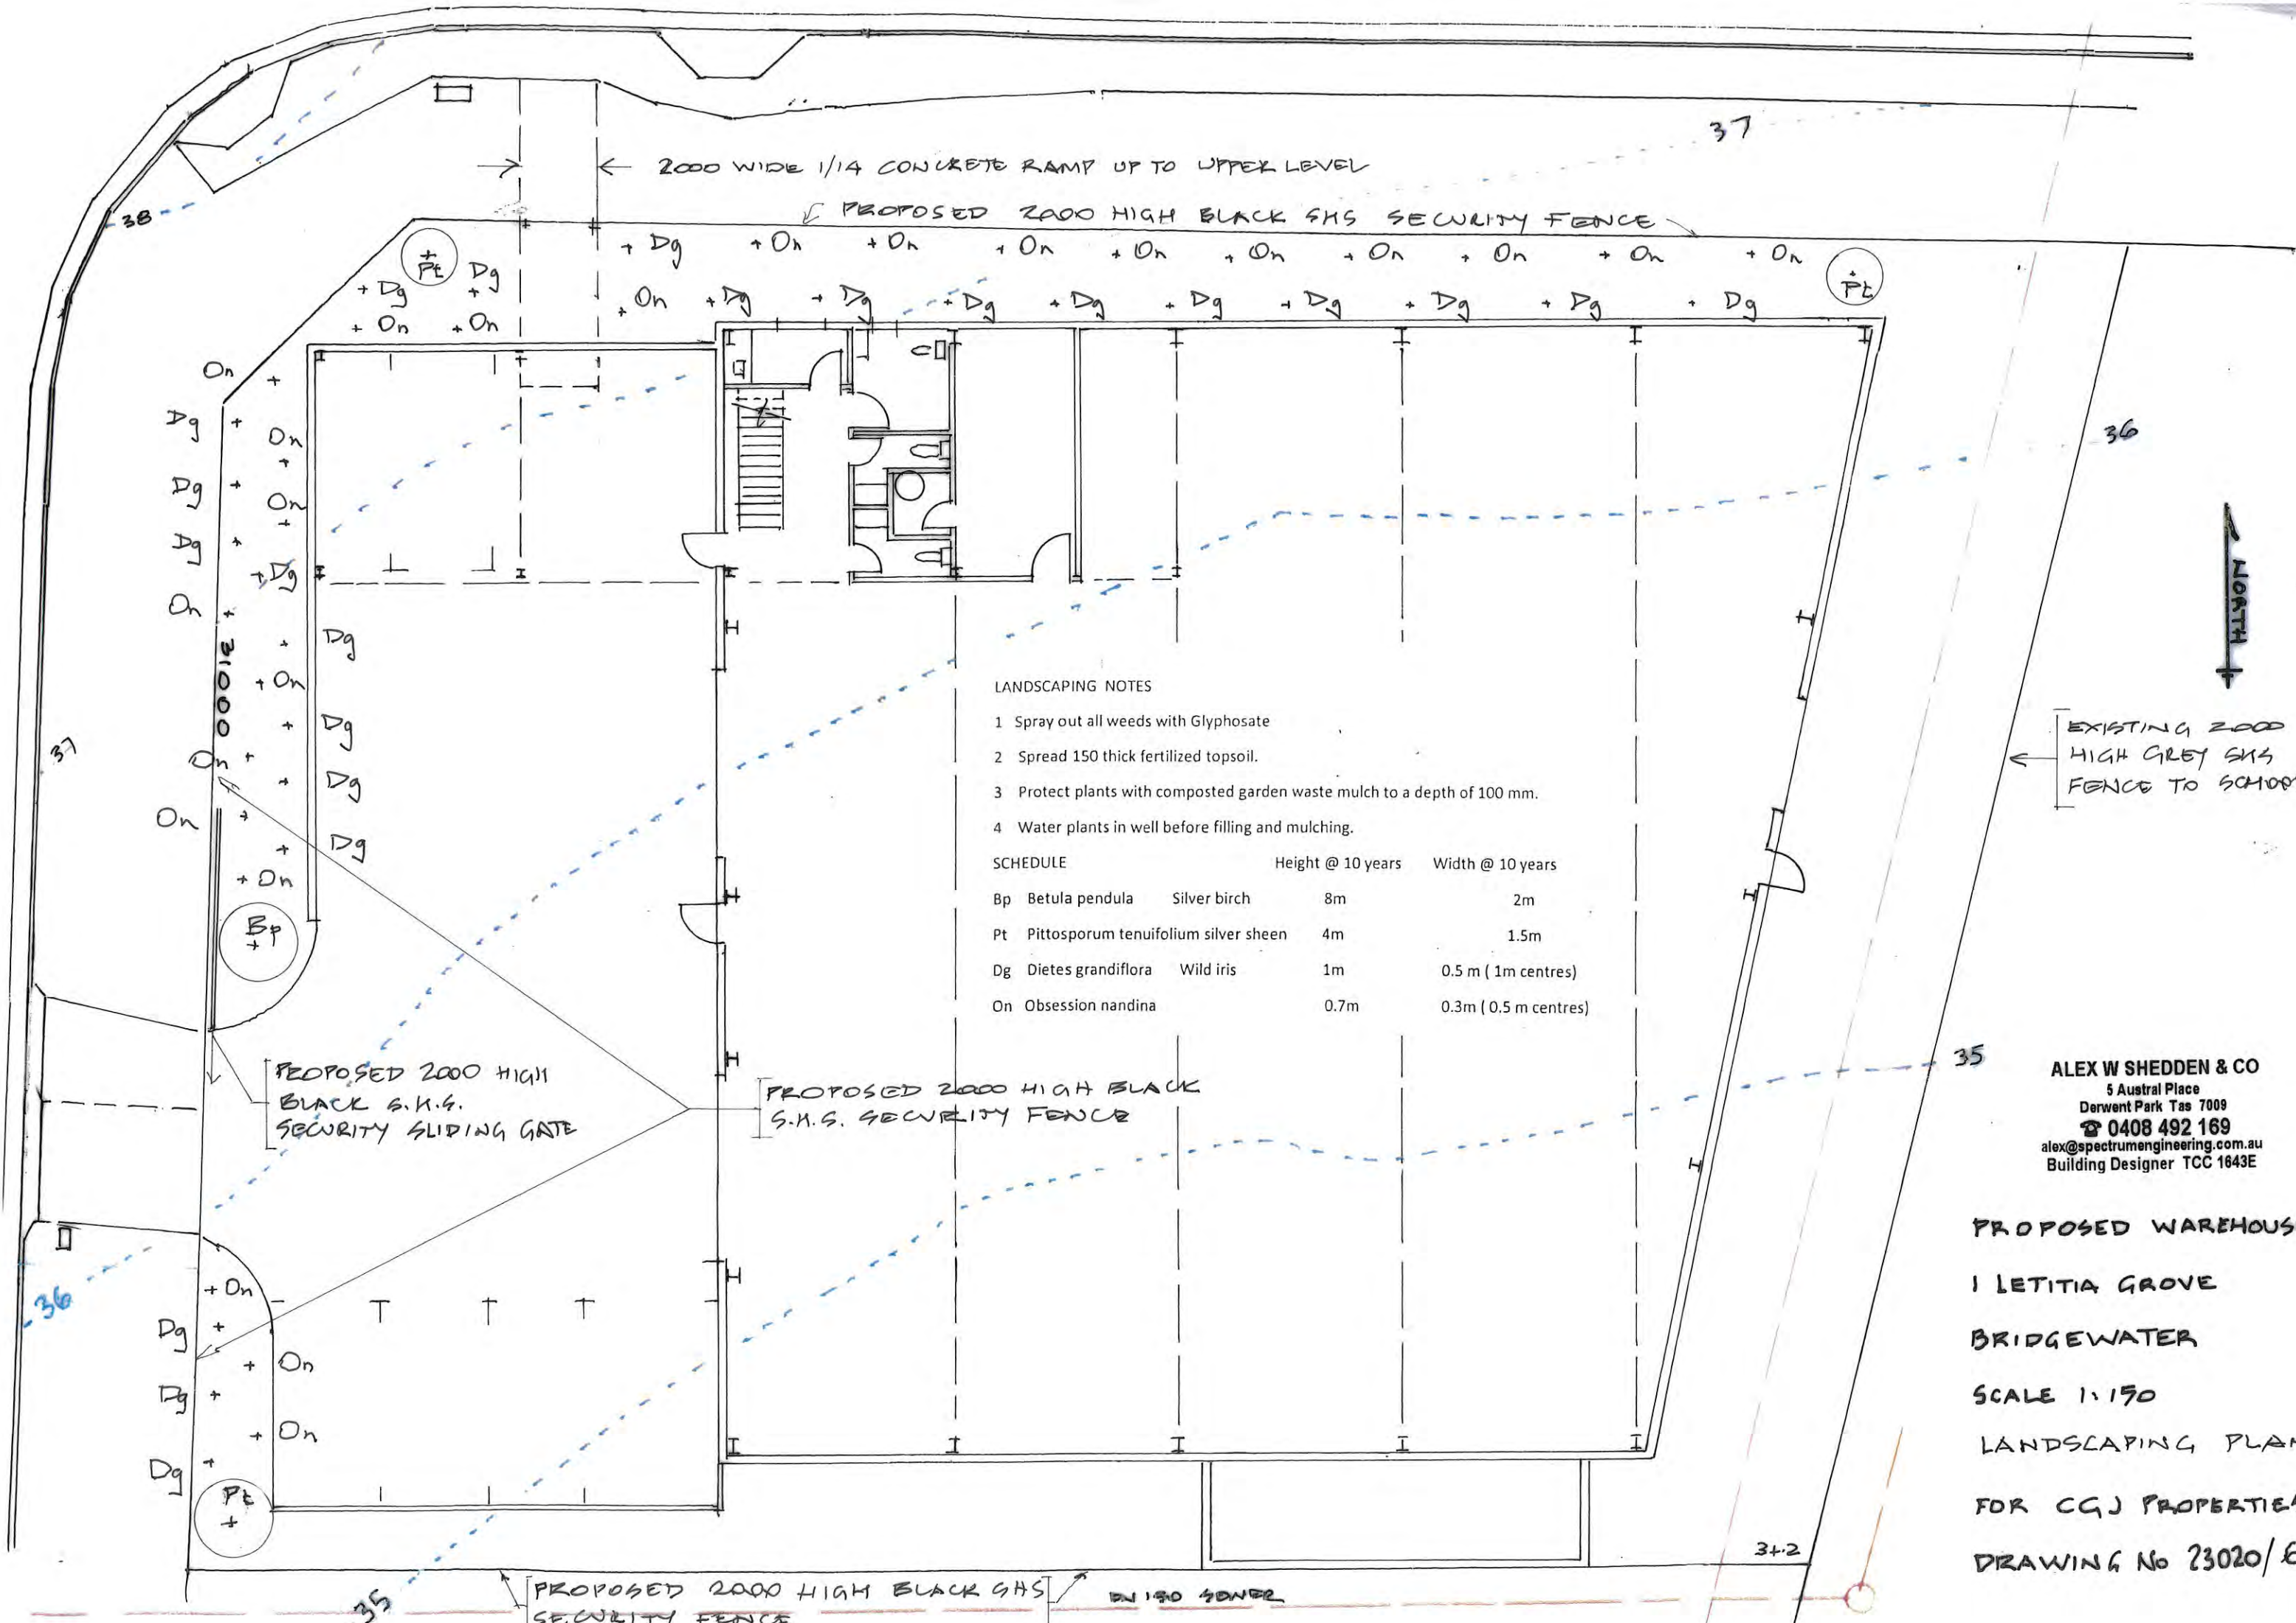 37
→ ← 2000 WIDE 1/14 CONCRETE RAMP UP TO UPPER LEVEL
38
PROPOSED 2000 HIGH BLACK SHS SECURITY FENCE
+ Dg + On + On + On + On + On + On + On + On + On
Pt
Pt
+ Dg Dg
+ On + Dg + Dg + Dg + Dg + Dg + Dg + Dg + Dg + Dg
+ On + On
On +
Dg +
On
36
Dg +
On
Dg +
+ Dg
On +
NORTH
31000
Dg
+ On
Dg
On +
Dg
On
Dg
+ On
Bp
37
EXISTING 2000
HIGH GREY SHS
FENCE TO SCHOO
LANDSCAPING NOTES
1 Spray out all weeds with Glyphosate
2 Spread 150 thick fertilized topsoil.
3 Protect plants with composted garden waste mulch to a depth of 100 mm.
4 Water plants in well before filling and mulching.
SCHEDULE Height @ 10 years Width @ 10 years
Bp Betula pendula Silver birch 8m 2m
Pt Pittosporum tenuifolium silver sheen 4m 1.5m
Dg Dietes grandiflora Wild iris 1m 0.5 m ( 1m centres)
On Obsession nandina 0.7m 0.3m ( 0.5 m centres)
PROPOSED 2000 HIGH
BLACK S.H.S.
SECURITY SLIDING GATE
PROPOSED 2000 HIGH BLACK
S.H.S. SECURITY FENCE
35
ALEX W SHEDDEN & CO
5 Austral Place
Derwent Park Tas 7009
☎ 0408 492 169
alex@spectrumengineering.com.au
Building Designer TCC 1643E
36
+ On
Dg +
+ On
Dg +
+ On
Dg +
Pt
PROPOSED WAREHOUS
1 LETITIA GROVE
BRIDGEWATER
SCALE 1:150
LANDSCAPING PLAN
FOR CGJ PROPERTIES
DRAWING No 23020/
34.2
35
PROPOSED 2000 HIGH BLACK SHS
SECURITY FENCE
DN 150 SEWER